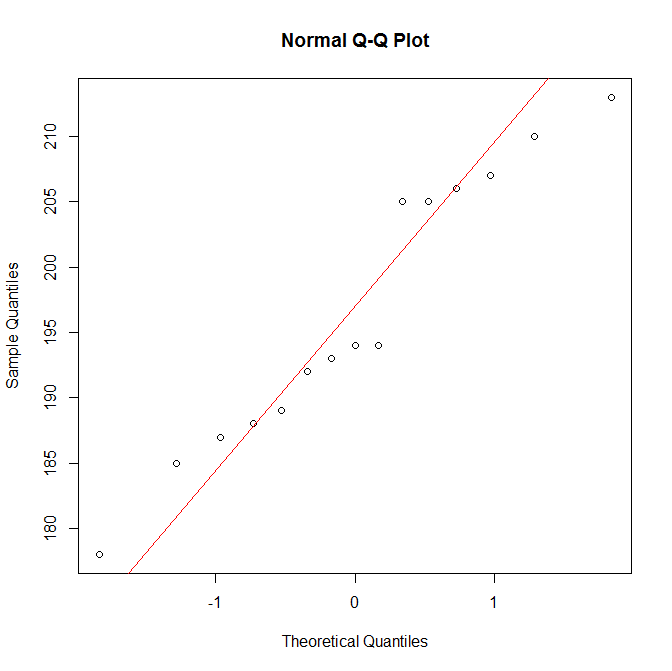 Normal Q-Q Plot
Sample Quantiles
210
205
200
195
190
185
180
-1 0 1
Theoretical Quantiles